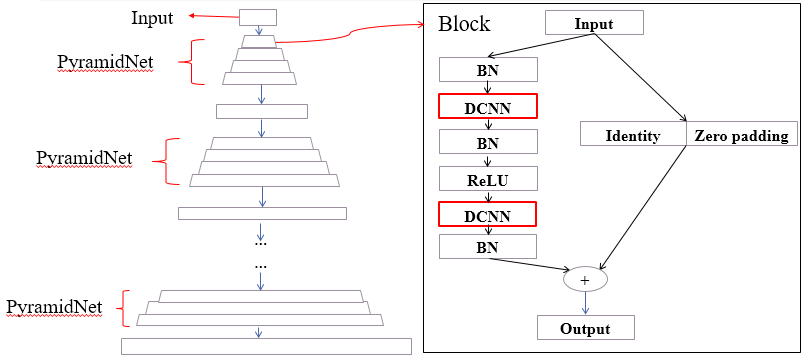 Input
PyramidNet
PyramidNet
...
...
PyramidNet
Block
Input
BN
DCNN
BN
ReLU
DCNN
BN
Identity
Zero padding
+
Output